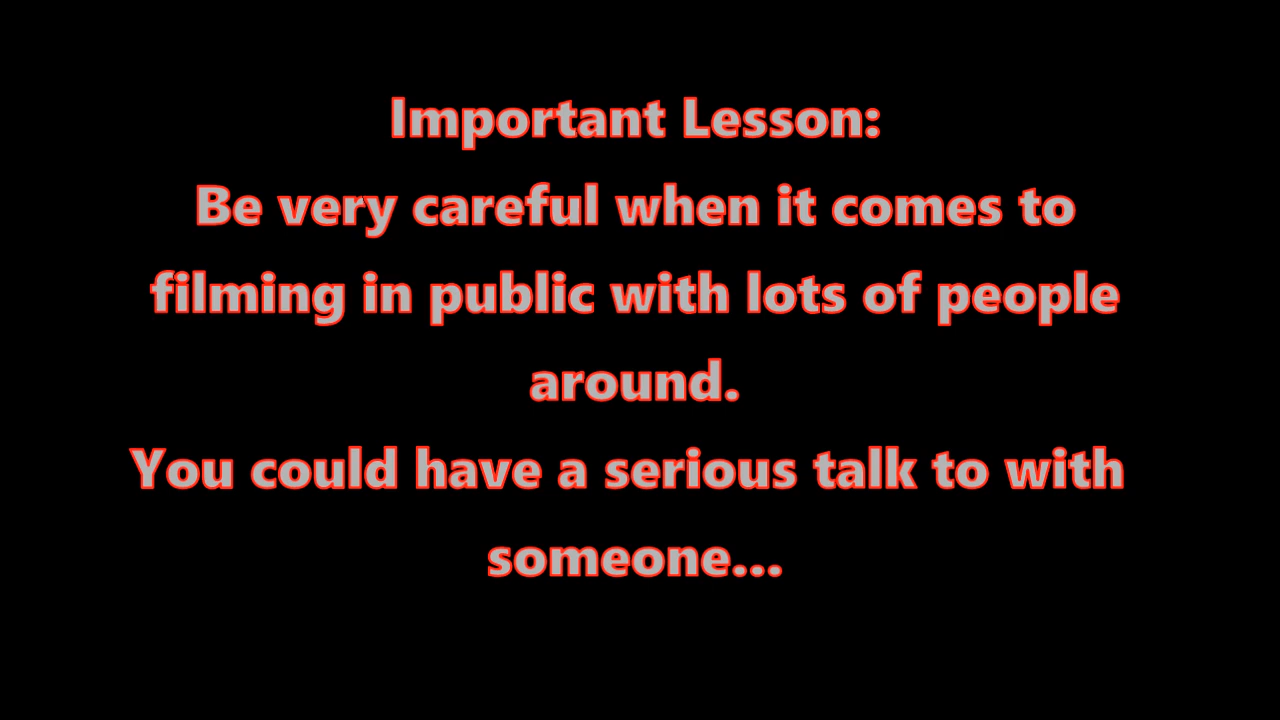 Important Lesson:
Be very careful when it comes to
filming in public with lots of people
around.
You could have a serious talk to with
someone...